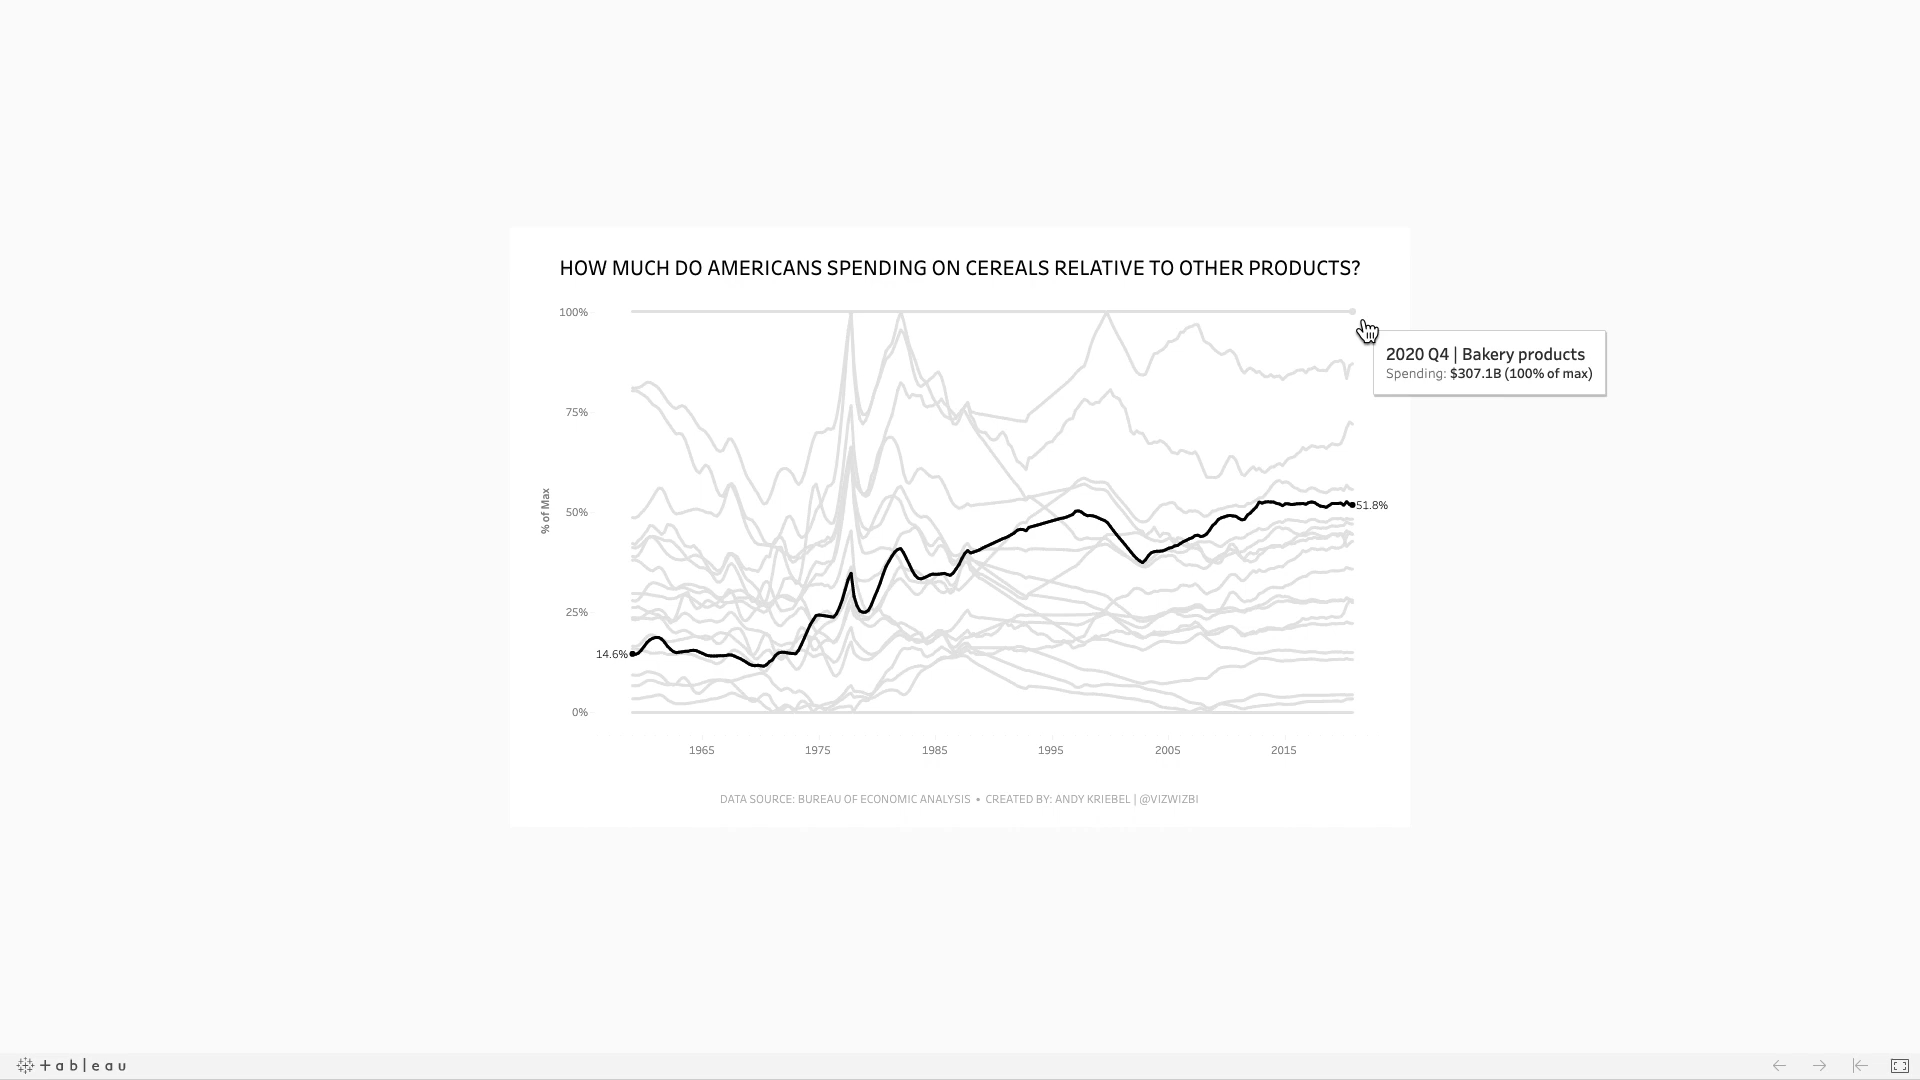 HOW MUCH DO AMERICANS SPENDING ON CEREALS RELATIVE TO OTHER PRODUCTS?
100%
2020 Q4 | Bakery products
Spending: $307.1B (100% of max)
75%
% of Max
50%
51.8%
25%
14.6%
0%
1965 1975 1985 1995 2005 2015
DATA SOURCE: BUREAU OF ECONOMIC ANALYSIS • CREATED BY: ANDY KRIEBEL | @VIZWIZBI
+ableau